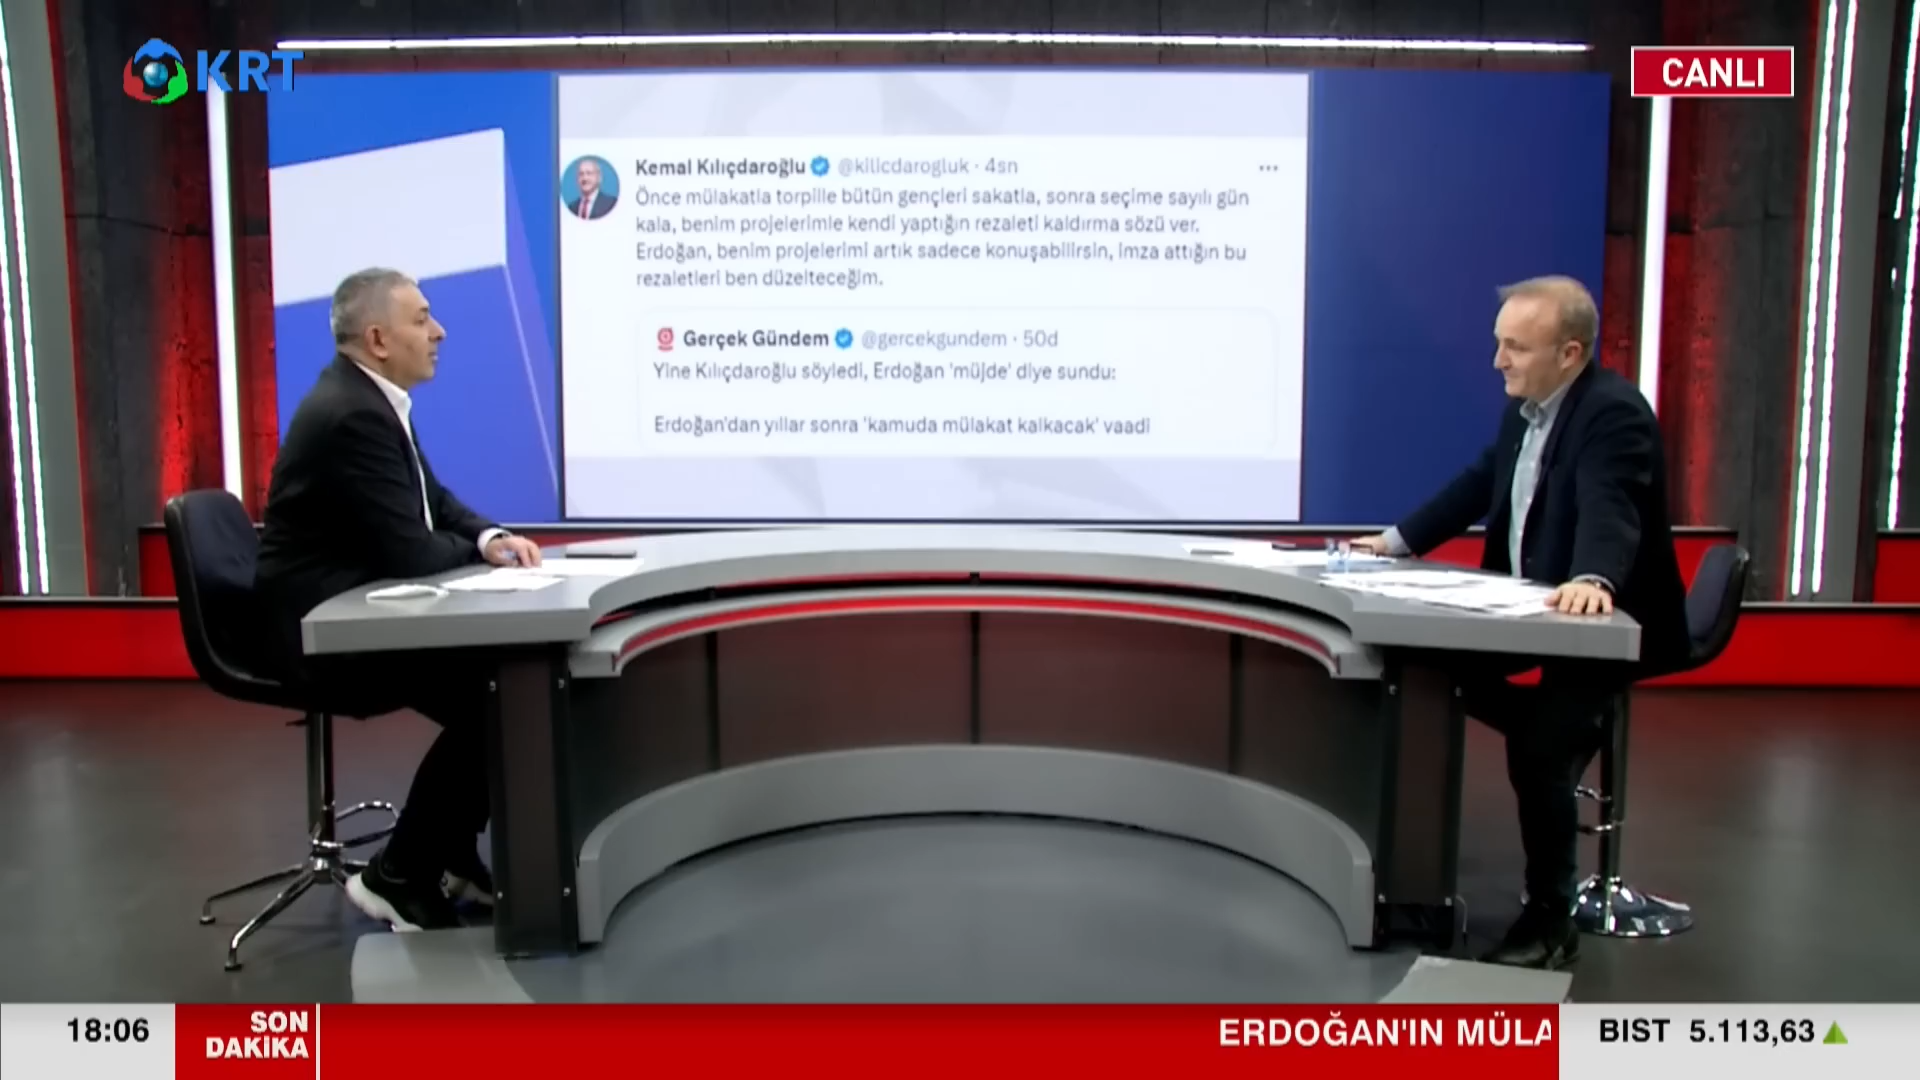 KRT
CANLI
Kemal Kılıçdaroğlu @kilicdarogluk · 4sn
Önce mülakatla torpille bütün gençleri sakatla, sonra seçime sayılı gün
kala, benim projelerimle kendi yaptığın rezaleti kaldırma sözü ver.
Erdoğan, benim projelerimi artık sadece konuşabilirsin, imza attığın bu
rezaletleri ben düzelteceğim.
Gerçek Gündem @gercekgundem · 50d
Yine Kılıçdaroğlu söyledi, Erdoğan 'müjde' diye sundu:
Erdoğan'dan yıllar sonra 'kamuda mülakat kalkacak' vaadi
18:06
SON
DAKİKA
ERDOĞAN'IN MÜLA
BIST 5.113,63